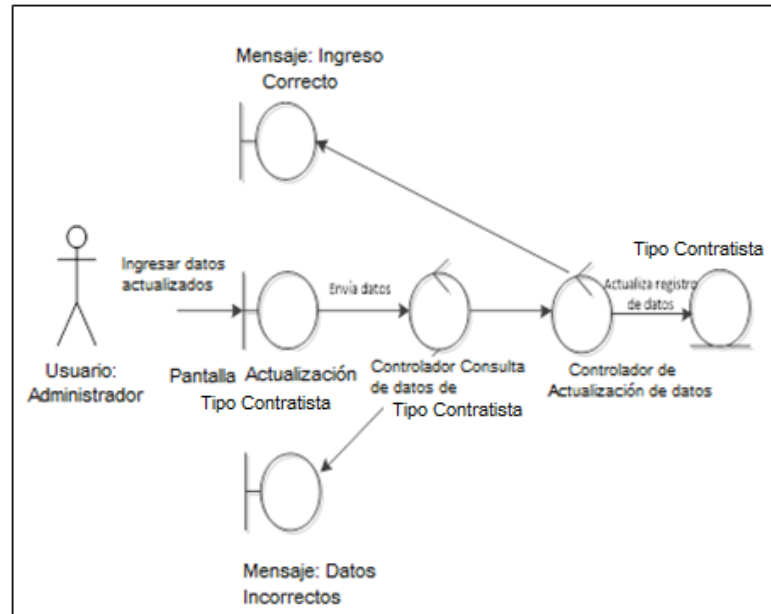 Mensaje: Ingreso
Correcto
Tipo Contratista
Ingresar datos
actualizados
Envía datos
Actualiza registro
de datos
Usuario:
Administrador
Pantalla Actualización
Tipo Contratista
Controlador Consulta
de datos de
Tipo Contratista
Controlador de
Actualización de datos
Mensaje: Datos
Incorrectos